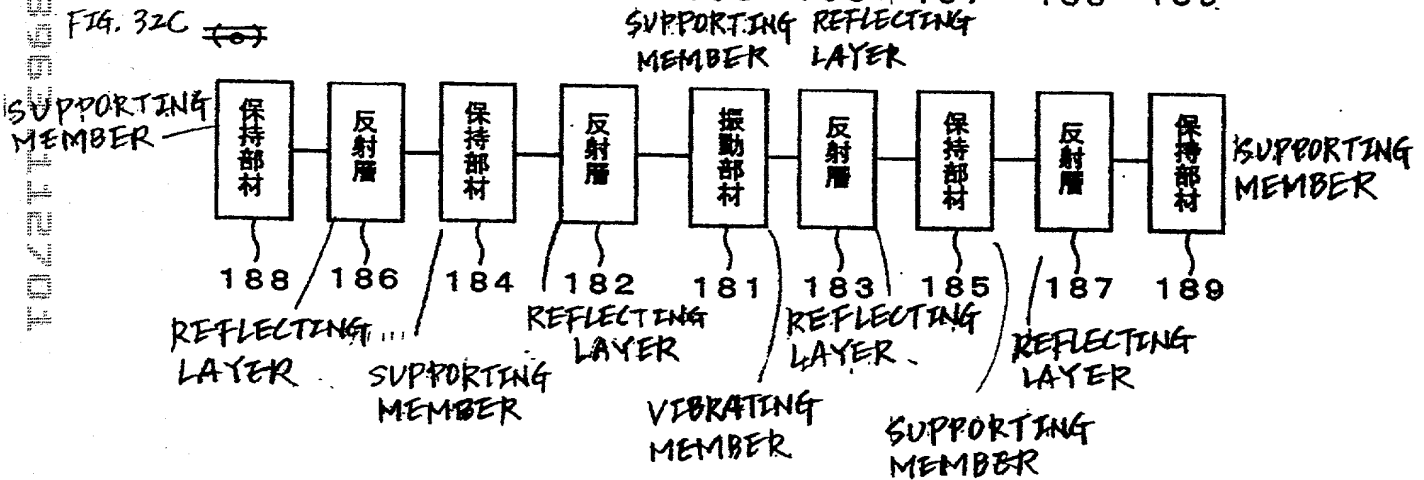 FIG. 32C (c)
SUPPORTING REFLECTING
MEMBER LAYER
SUPPORTING
MEMBER
保持部材
反射層
保持部材
反射層
振動部材
反射層
保持部材
反射層
保持部材
SUPPORTING
MEMBER
188 186 184 182 181 183 185 187 189
REFLECTING
LAYER
SUPPORTING
MEMBER
REFLECTING
LAYER
VIBRATING
MEMBER
REFLECTING
LAYER
SUPPORTING
MEMBER
REFLECTING
LAYER